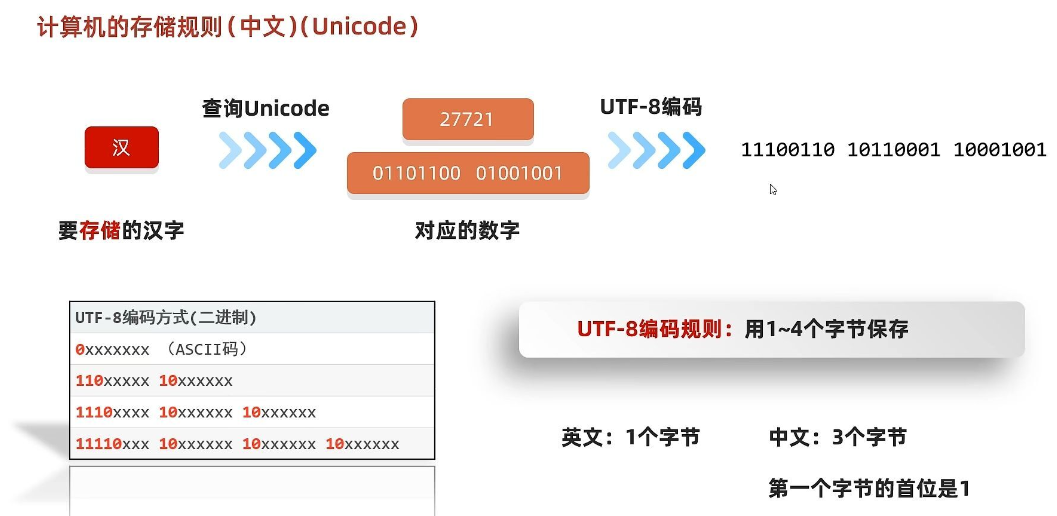 计算机的存储规则(中文)(Unicode)
查询Unicode
UTF-8编码
汉
27721
01101100 01001001
11100110 10110001 10001001
要存储的汉字
对应的数字
UTF-8编码方式(二进制)
0xxxxxxx （ASCII码）
110xxxxx 10xxxxxx
1110xxxx 10xxxxxx 10xxxxxx
11110xxx 10xxxxxx 10xxxxxx 10xxxxxx
UTF-8编码规则：用1~4个字节保存
英文：1个字节
中文：3个字节
第一个字节的首位是1